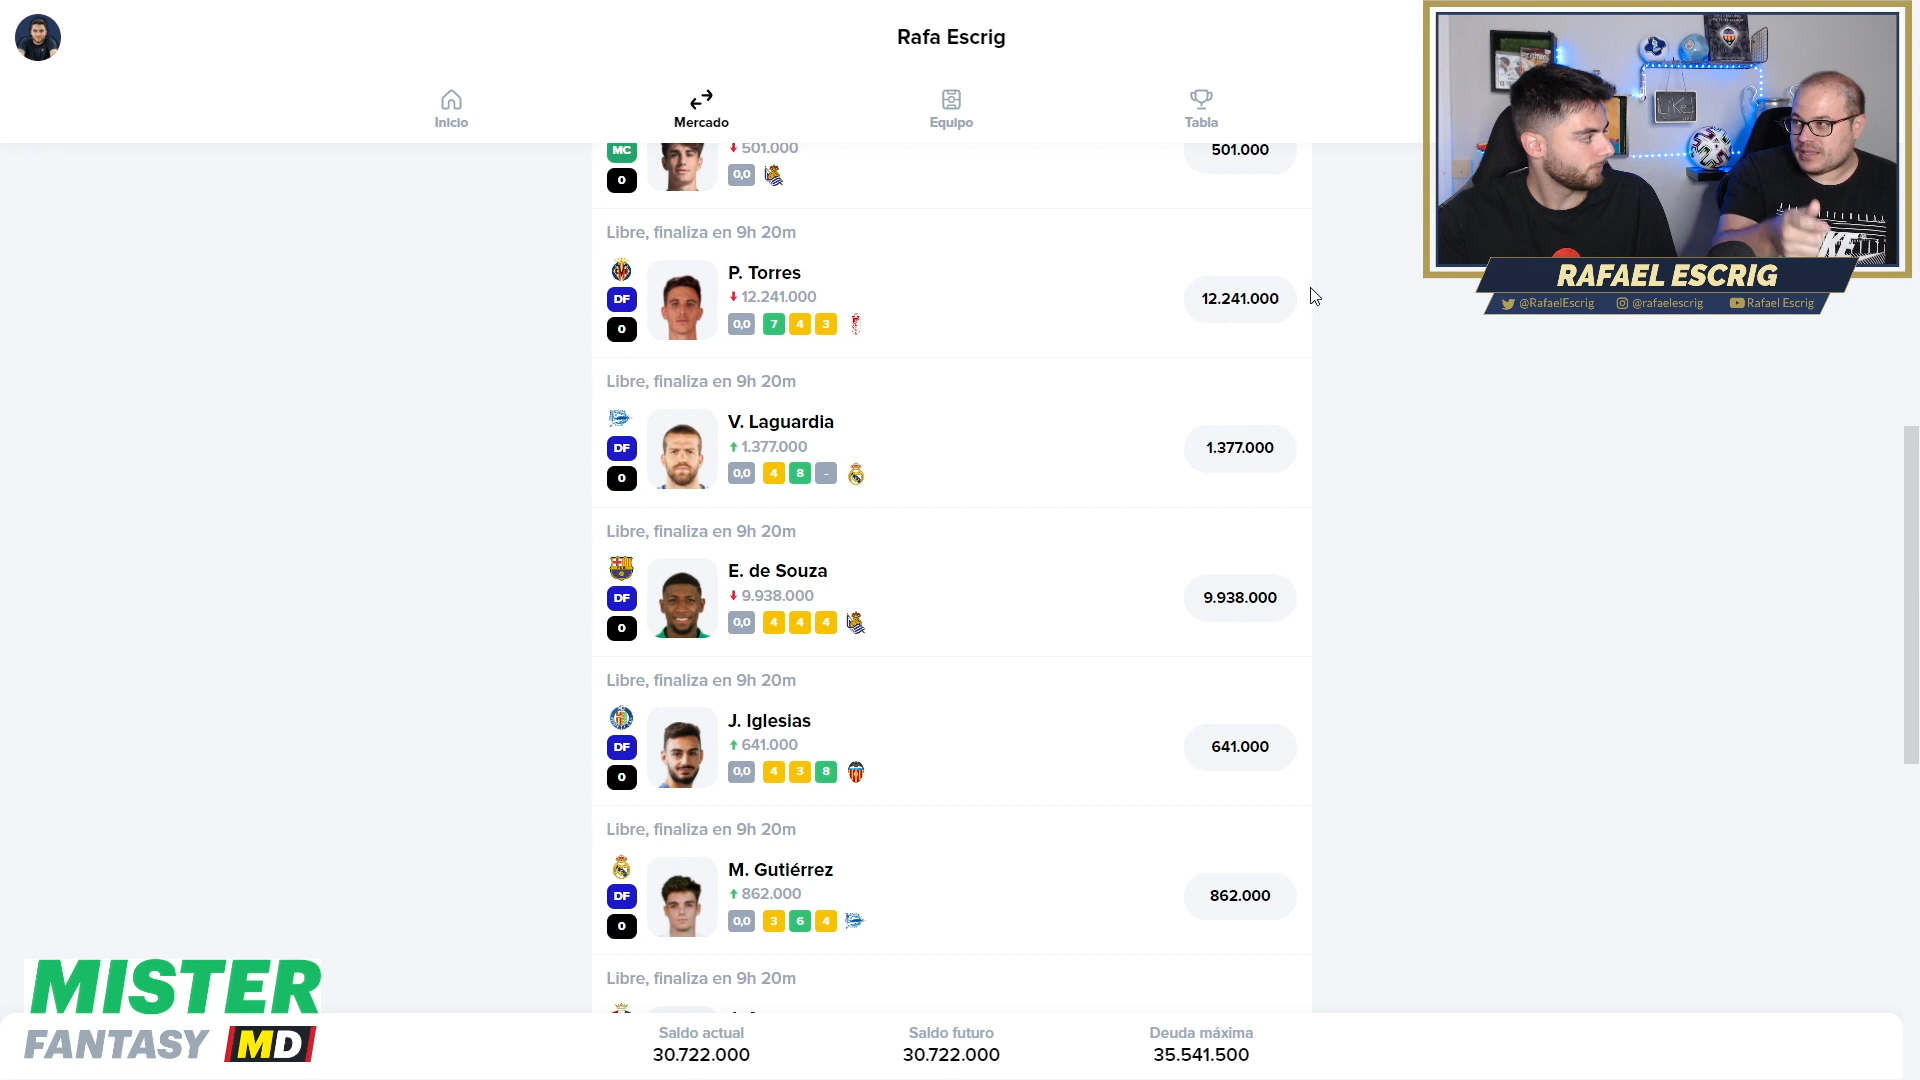 Rafa Escrig
Inicio
Mercado
Equipo
Tabla
MC
501.000
501.000
0
0,0
Libre, finaliza en 9h 20m
P. Torres
DF
12.241.000
12.241.000
0
0,0 7 4 3
Libre, finaliza en 9h 20m
V. Laguardia
DF
1.377.000
1.377.000
0
0,0 4 8 -
Libre, finaliza en 9h 20m
E. de Souza
DF
9.938.000
9.938.000
0
0,0 4 4 4
Libre, finaliza en 9h 20m
J. Iglesias
DF
641.000
641.000
0
0,0 4 3 8
Libre, finaliza en 9h 20m
M. Gutiérrez
DF
862.000
862.000
0
0,0 3 6 4
Libre, finaliza en 9h 20m
Saldo actual
30.722.000
Saldo futuro
30.722.000
Deuda máxima
35.541.500
MISTER
FANTASY MD
LiKe!
RAFAEL ESCRIG
@RafaelEscrig @rafaelescrig Rafael Escrig